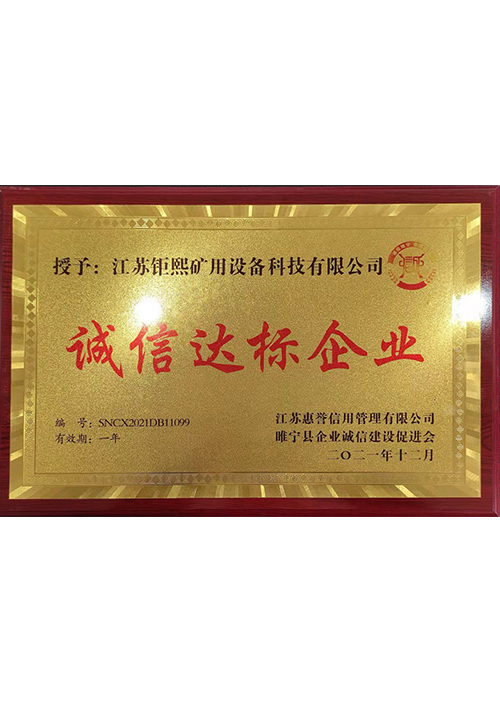 授予：江苏钜熙矿用设备科技有限公司
诚信达标企业
编 号：SNCX2021DB11099
有效期：一年
江苏惠誉信用管理有限公司
睢宁县企业诚信建设促进会
二〇二一年十二月